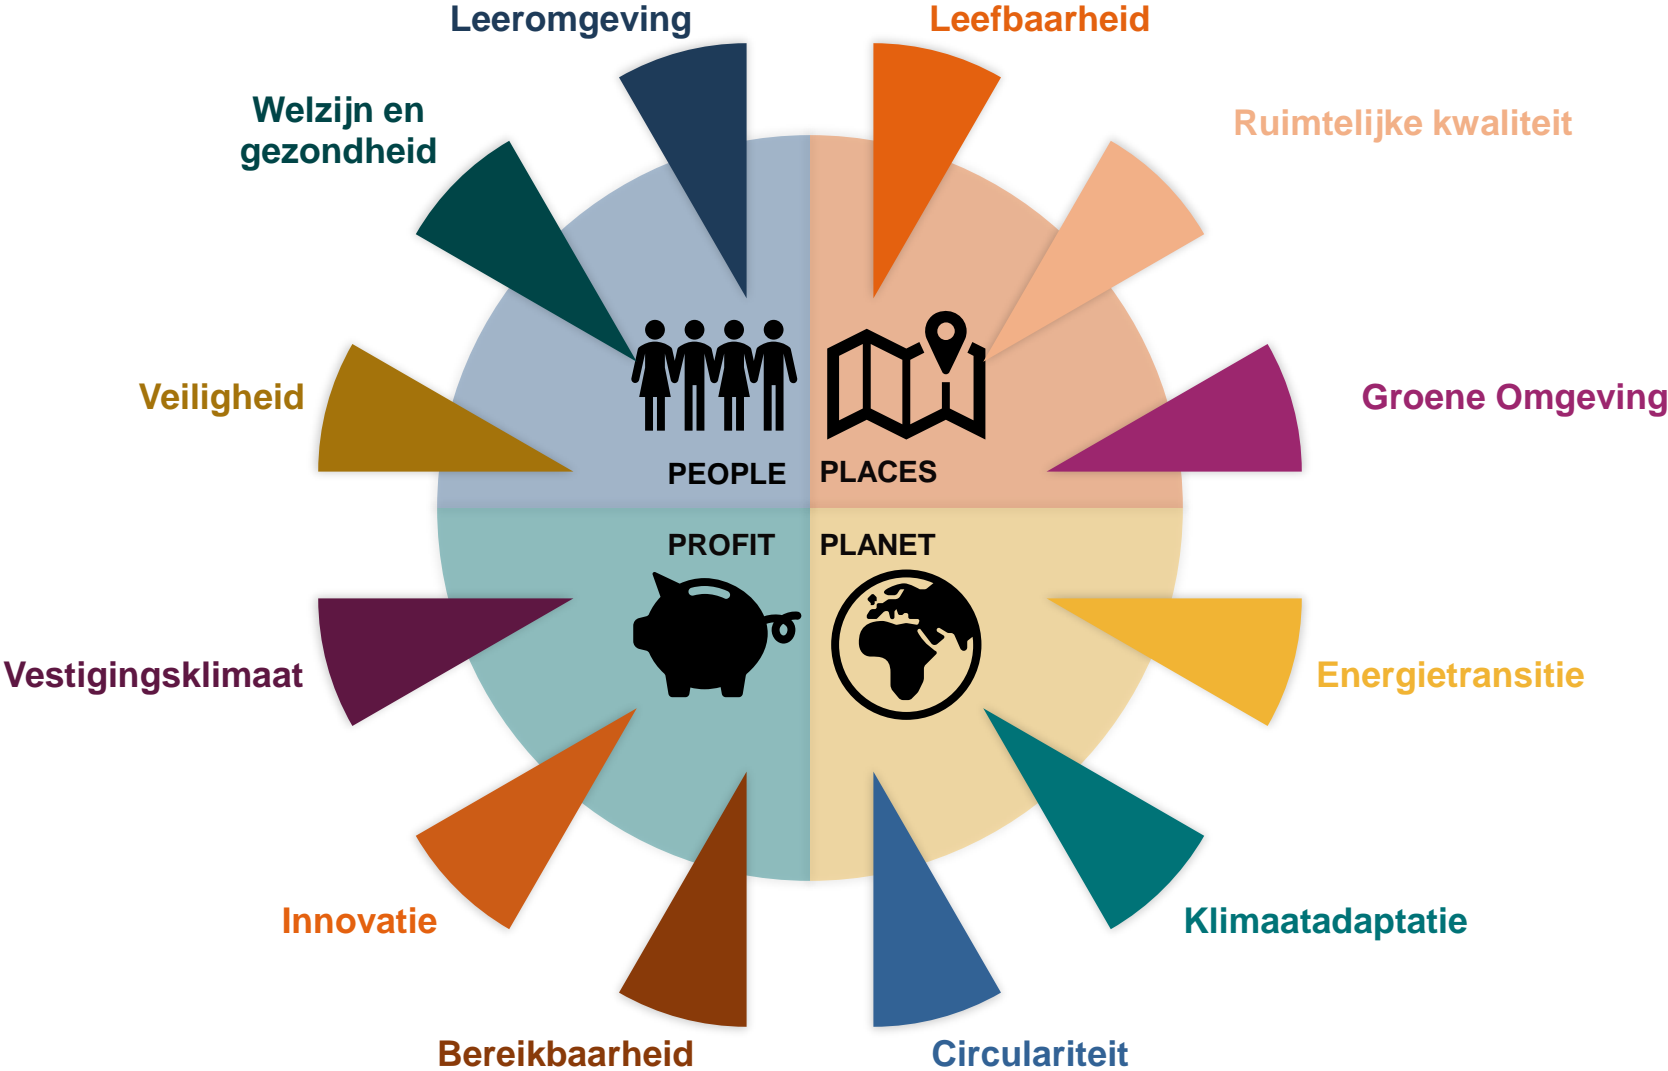 Leeromgeving
Leefbaarheid
Welzijn en
gezondheid
Ruimtelijke kwaliteit
Veiligheid
Groene Omgeving
PEOPLE
PLACES
PROFIT
PLANET
Vestigingsklimaat
Energietransitie
Innovatie
Klimaatadaptatie
Bereikbaarheid
Circulariteit